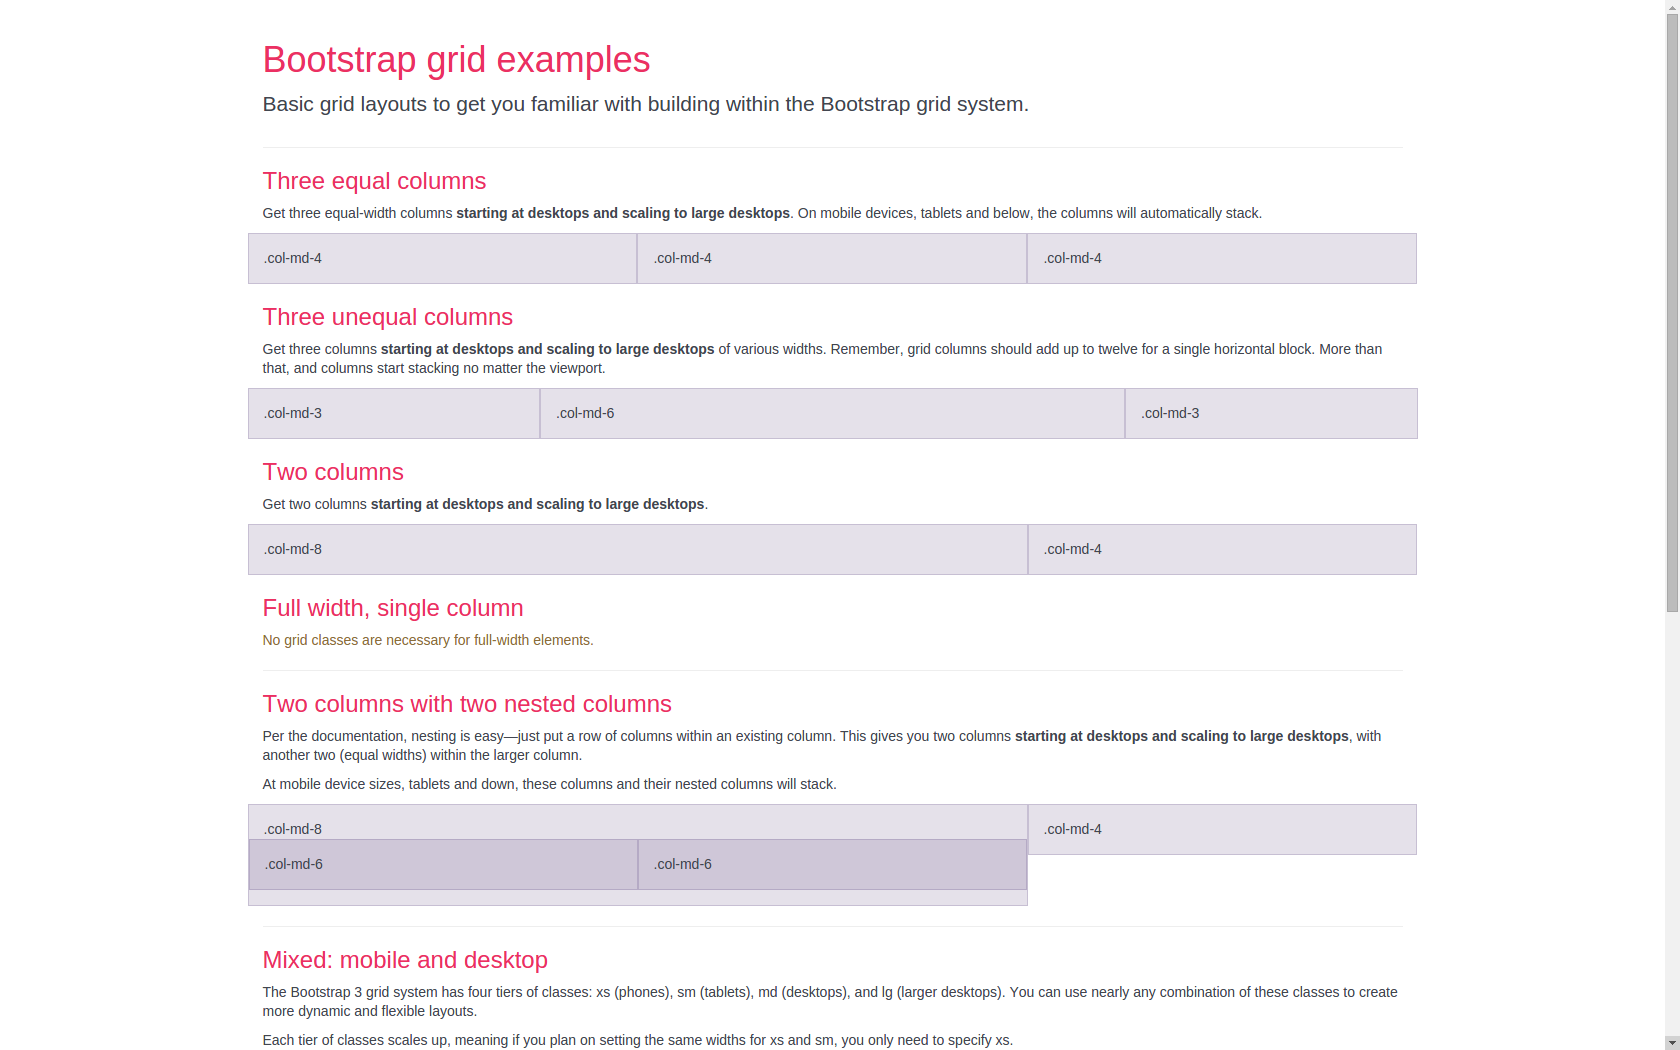 Bootstrap grid examples
Basic grid layouts to get you familiar with building within the Bootstrap grid system.
Three equal columns
Get three equal-width columns starting at desktops and scaling to large desktops. On mobile devices, tablets and below, the columns will automatically stack.
.col-md-4 .col-md-4 .col-md-4
Three unequal columns
Get three columns starting at desktops and scaling to large desktops of various widths. Remember, grid columns should add up to twelve for a single horizontal block. More than
that, and columns start stacking no matter the viewport.
.col-md-3 .col-md-6 .col-md-3
Two columns
Get two columns starting at desktops and scaling to large desktops.
.col-md-8 .col-md-4
Full width, single column
No grid classes are necessary for full-width elements.
Two columns with two nested columns
Per the documentation, nesting is easy—just put a row of columns within an existing column. This gives you two columns starting at desktops and scaling to large desktops, with
another two (equal widths) within the larger column.
At mobile device sizes, tablets and down, these columns and their nested columns will stack.
.col-md-8 .col-md-4
.col-md-6 .col-md-6
Mixed: mobile and desktop
The Bootstrap 3 grid system has four tiers of classes: xs (phones), sm (tablets), md (desktops), and lg (larger desktops). You can use nearly any combination of these classes to create
more dynamic and flexible layouts.
Each tier of classes scales up, meaning if you plan on setting the same widths for xs and sm, you only need to specify xs.